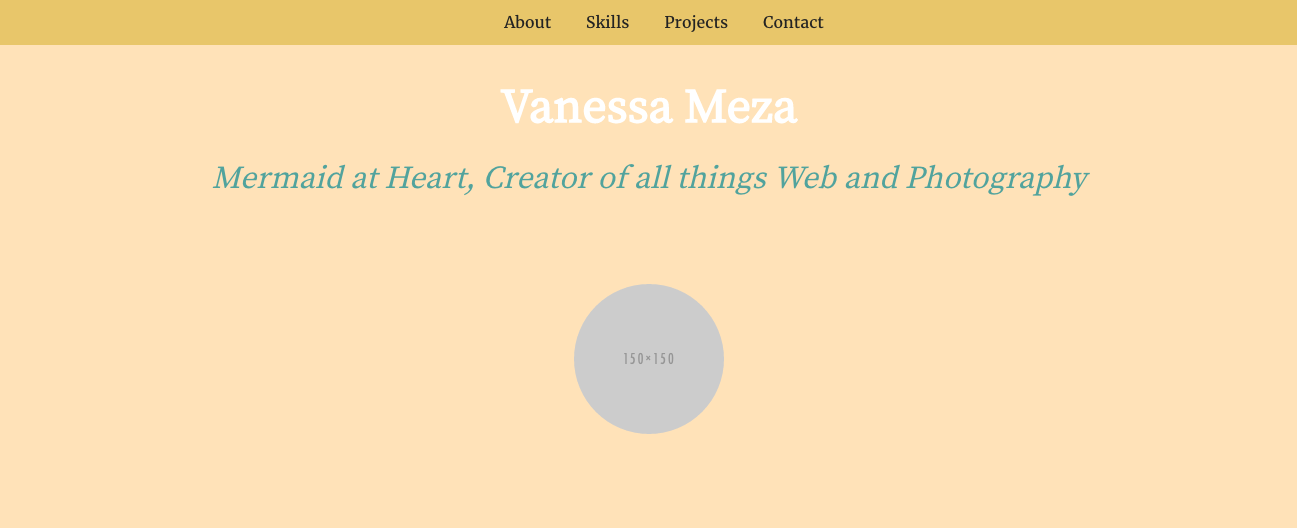 About Skills Projects Contact
Vanessa Meza
Mermaid at Heart, Creator of all things Web and Photography
150×150